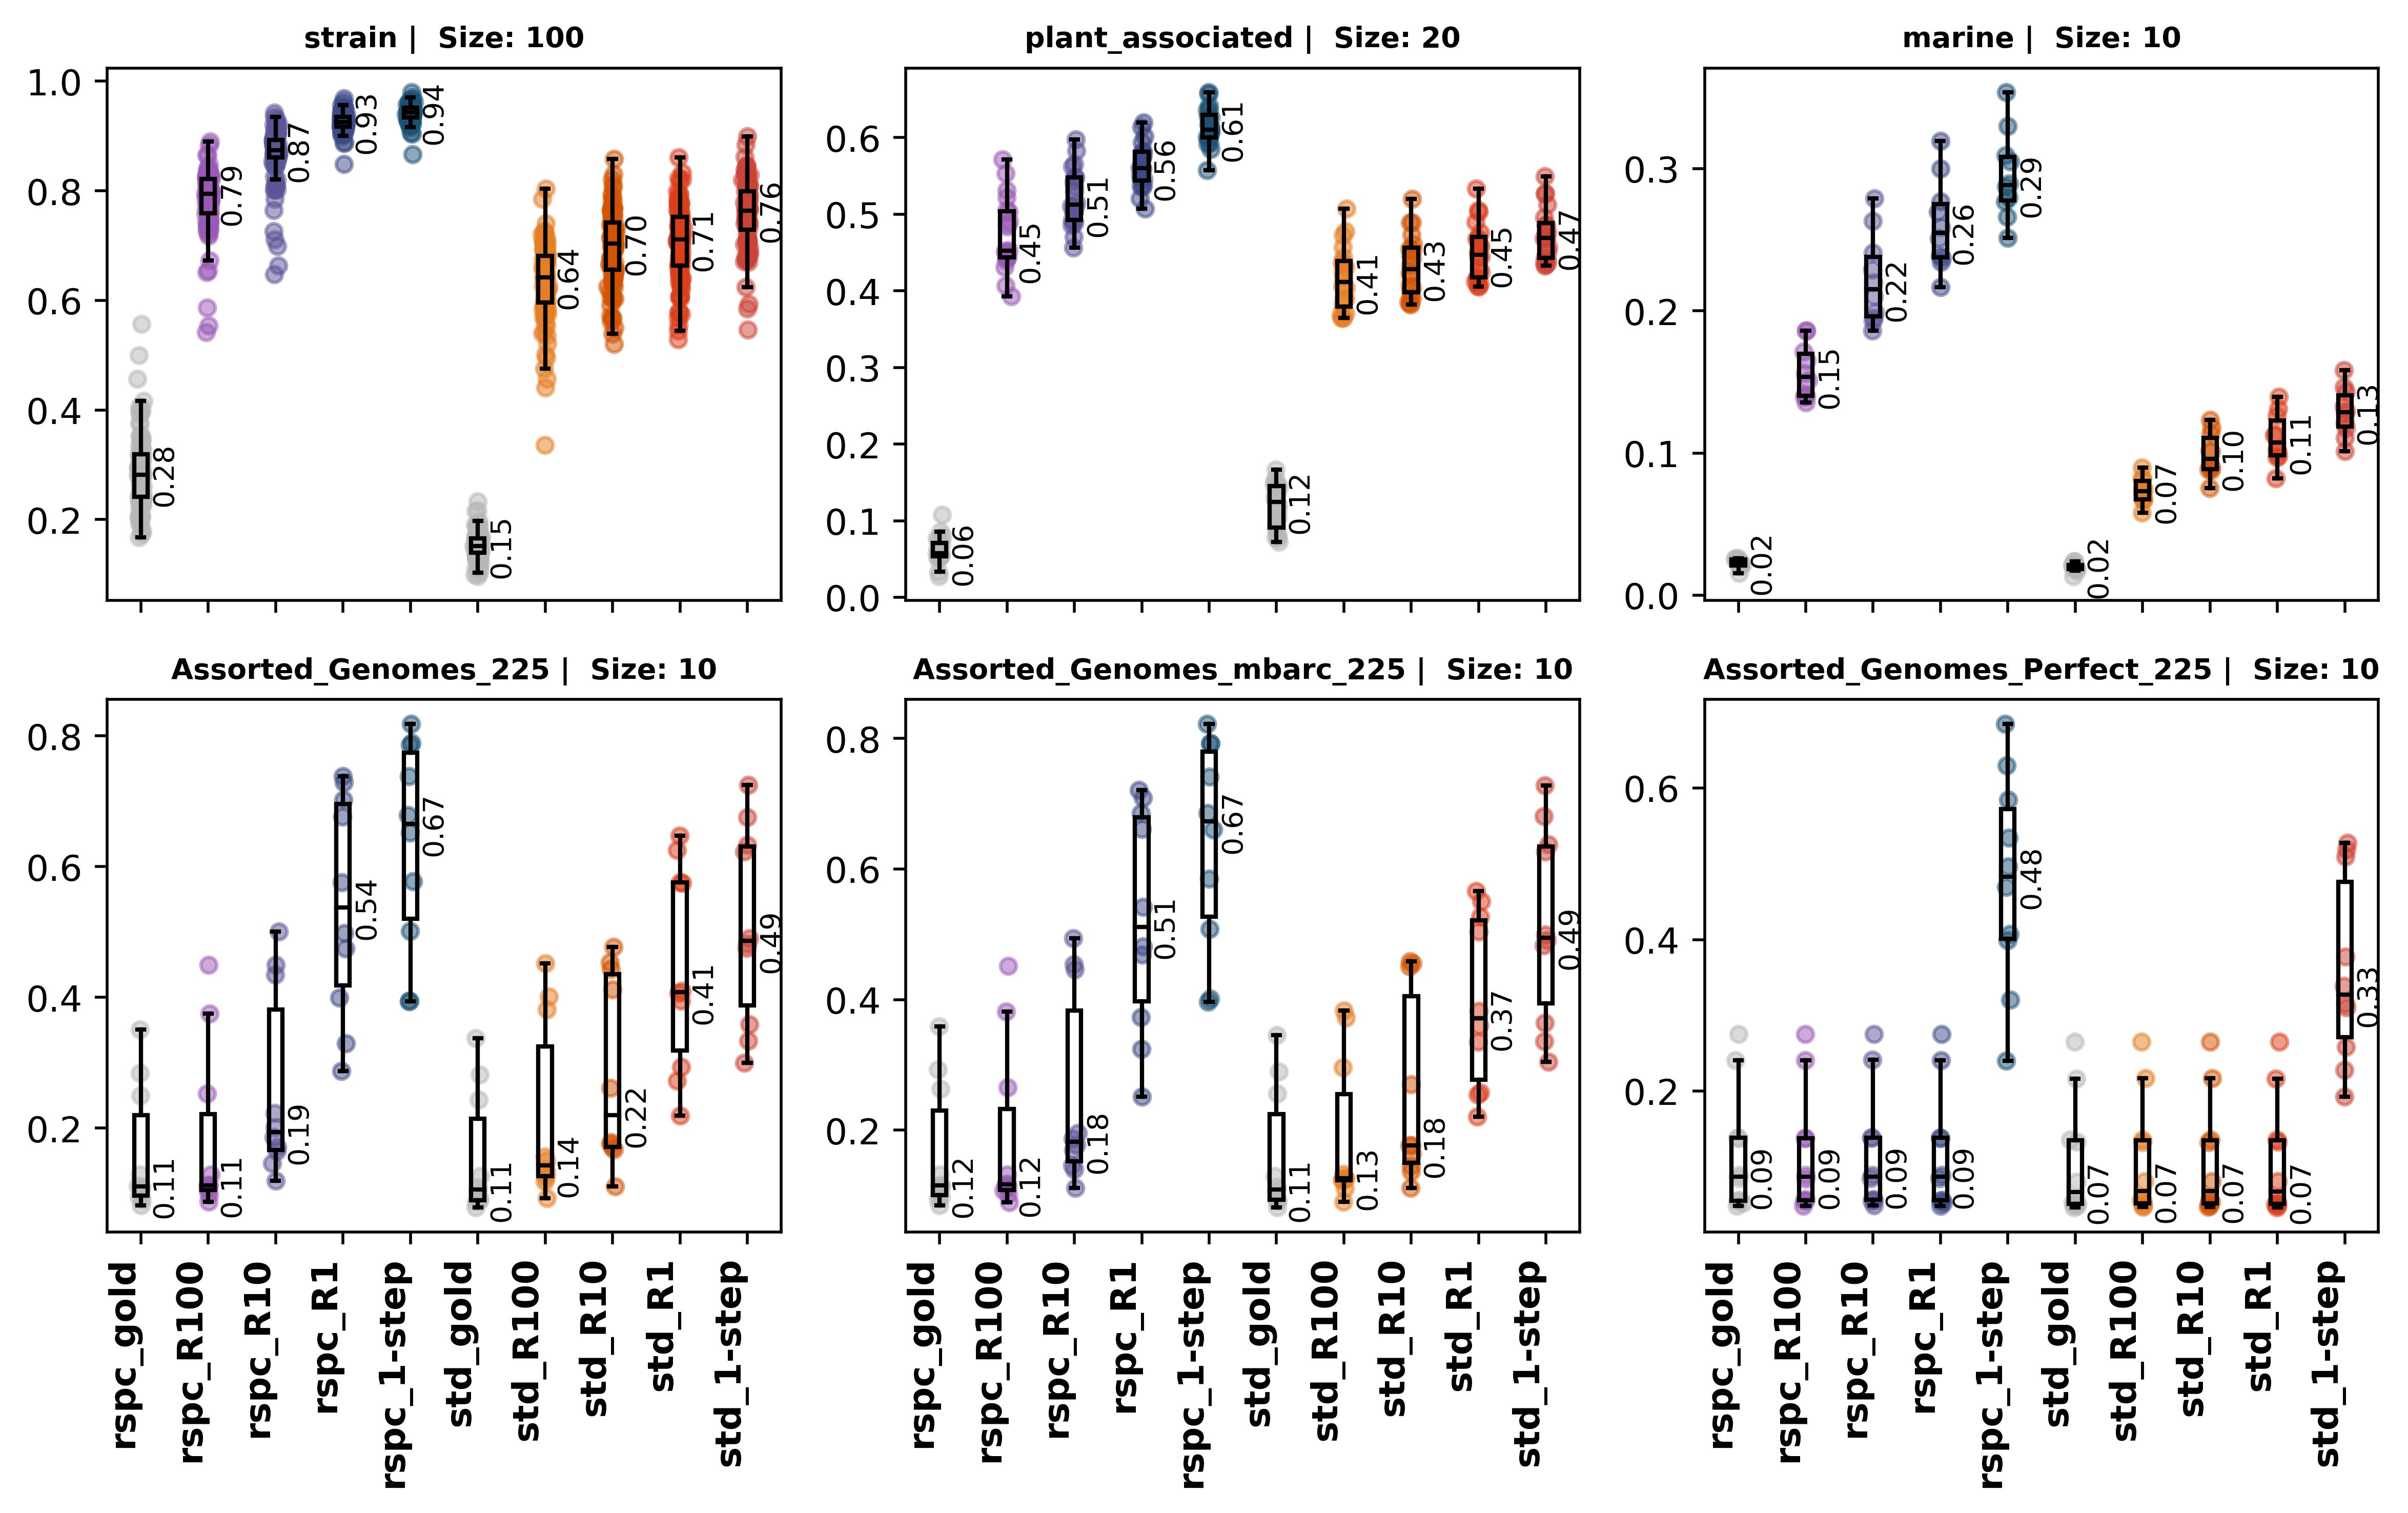 strain |  Size: 100
1.0
0.8
0.6
0.4
0.2
0.28
0.79
0.87
0.93
0.94
0.15
0.64
0.70
0.71
0.76
plant_associated |  Size: 20
0.6
0.5
0.4
0.3
0.2
0.1
0.0
0.06
0.45
0.51
0.56
0.61
0.12
0.41
0.43
0.45
0.47
marine |  Size: 10
0.3
0.2
0.1
0.0
0.02
0.15
0.22
0.26
0.29
0.02
0.07
0.10
0.11
0.13
Assorted_Genomes_225 |  Size: 10
0.8
0.6
0.4
0.2
0.11
0.11
0.19
0.54
0.67
0.11
0.14
0.22
0.41
0.49
rspc_gold
rspc_R100
rspc_R10
rspc_R1
rspc_1-step
std_gold
std_R100
std_R10
std_R1
std_1-step
Assorted_Genomes_mbarc_225 |  Size: 10
0.8
0.6
0.4
0.2
0.12
0.12
0.18
0.51
0.67
0.11
0.13
0.18
0.37
0.49
rspc_gold
rspc_R100
rspc_R10
rspc_R1
rspc_1-step
std_gold
std_R100
std_R10
std_R1
std_1-step
Assorted_Genomes_Perfect_225 |  Size: 10
0.6
0.4
0.2
0.09
0.09
0.09
0.09
0.48
0.07
0.07
0.07
0.07
0.33
rspc_gold
rspc_R100
rspc_R10
rspc_R1
rspc_1-step
std_gold
std_R100
std_R10
std_R1
std_1-step